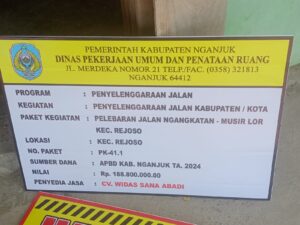 PEMERINTAH KABUPATEN NGANJUK
DINAS PEKERJAAN UMUM DAN PENATAAN RUANG
JL. MERDEKA NOMOR 21 TELP./FAC. (0358) 321813
NGANJUK 64412
PROGRAM : PENYELENGGARAAN JALAN
KEGIATAN : PENYELENGGARAAN JALAN KABUPATEN / KOTA
PAKET KEGIATAN : PELEBARAN JALAN NGANGKATAN - MUSIR LOR
KEC. REJOSO
LOKASI : KEC. REJOSO
NO. PAKET : PK-41.1
SUMBER DANA : APBD KAB. NGANJUK TA. 2024
NILAI : Rp. 188.800.000.00
PENYEDIA JASA : CV. WIDAS SANA ABADI